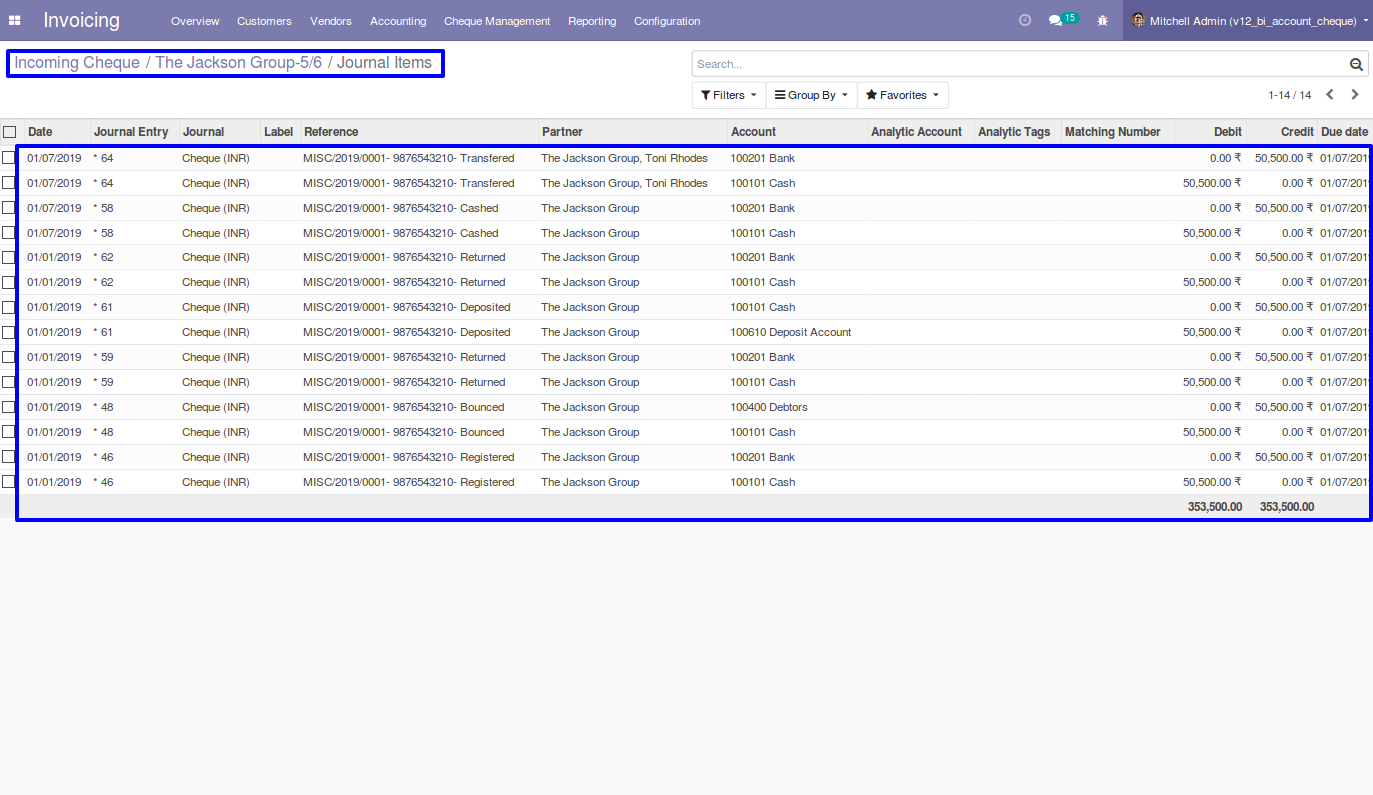 Invoicing Overview Customers Vendors Accounting Cheque Management Reporting Configuration 15 Mitchell Admin (v12_bi_account_cheque)
Incoming Cheque / The Jackson Group-5/6 / Journal Items
Search...
Filters Group By Favorites 1-14 / 14
Date Journal Entry Journal Label Reference Partner Account Analytic Account Analytic Tags Matching Number Debit Credit Due date
01/07/2019 * 64 Cheque (INR) MISC/2019/0001- 9876543210- Transfered The Jackson Group, Toni Rhodes 100201 Bank 0.00 ₹ 50,500.00 ₹ 01/07/201
01/07/2019 * 64 Cheque (INR) MISC/2019/0001- 9876543210- Transfered The Jackson Group, Toni Rhodes 100101 Cash 50,500.00 ₹ 0.00 ₹ 01/07/201
01/07/2019 * 58 Cheque (INR) MISC/2019/0001- 9876543210- Cashed The Jackson Group 100201 Bank 0.00 ₹ 50,500.00 ₹ 01/07/201
01/07/2019 * 58 Cheque (INR) MISC/2019/0001- 9876543210- Cashed The Jackson Group 100101 Cash 50,500.00 ₹ 0.00 ₹ 01/07/201
01/01/2019 * 62 Cheque (INR) MISC/2019/0001- 9876543210- Returned The Jackson Group 100201 Bank 0.00 ₹ 50,500.00 ₹ 01/07/201
01/01/2019 * 62 Cheque (INR) MISC/2019/0001- 9876543210- Returned The Jackson Group 100101 Cash 50,500.00 ₹ 0.00 ₹ 01/07/201
01/01/2019 * 61 Cheque (INR) MISC/2019/0001- 9876543210- Deposited The Jackson Group 100101 Cash 0.00 ₹ 50,500.00 ₹ 01/07/201
01/01/2019 * 61 Cheque (INR) MISC/2019/0001- 9876543210- Deposited The Jackson Group 100610 Deposit Account 50,500.00 ₹ 0.00 ₹ 01/07/201
01/01/2019 * 59 Cheque (INR) MISC/2019/0001- 9876543210- Returned The Jackson Group 100201 Bank 0.00 ₹ 50,500.00 ₹ 01/07/201
01/01/2019 * 59 Cheque (INR) MISC/2019/0001- 9876543210- Returned The Jackson Group 100101 Cash 50,500.00 ₹ 0.00 ₹ 01/07/201
01/01/2019 * 48 Cheque (INR) MISC/2019/0001- 9876543210- Bounced The Jackson Group 100400 Debtors 0.00 ₹ 50,500.00 ₹ 01/07/201
01/01/2019 * 48 Cheque (INR) MISC/2019/0001- 9876543210- Bounced The Jackson Group 100101 Cash 50,500.00 ₹ 0.00 ₹ 01/07/201
01/01/2019 * 46 Cheque (INR) MISC/2019/0001- 9876543210- Registered The Jackson Group 100201 Bank 0.00 ₹ 50,500.00 ₹ 01/07/201
01/01/2019 * 46 Cheque (INR) MISC/2019/0001- 9876543210- Registered The Jackson Group 100101 Cash 50,500.00 ₹ 0.00 ₹ 01/07/201
353,500.00 353,500.00